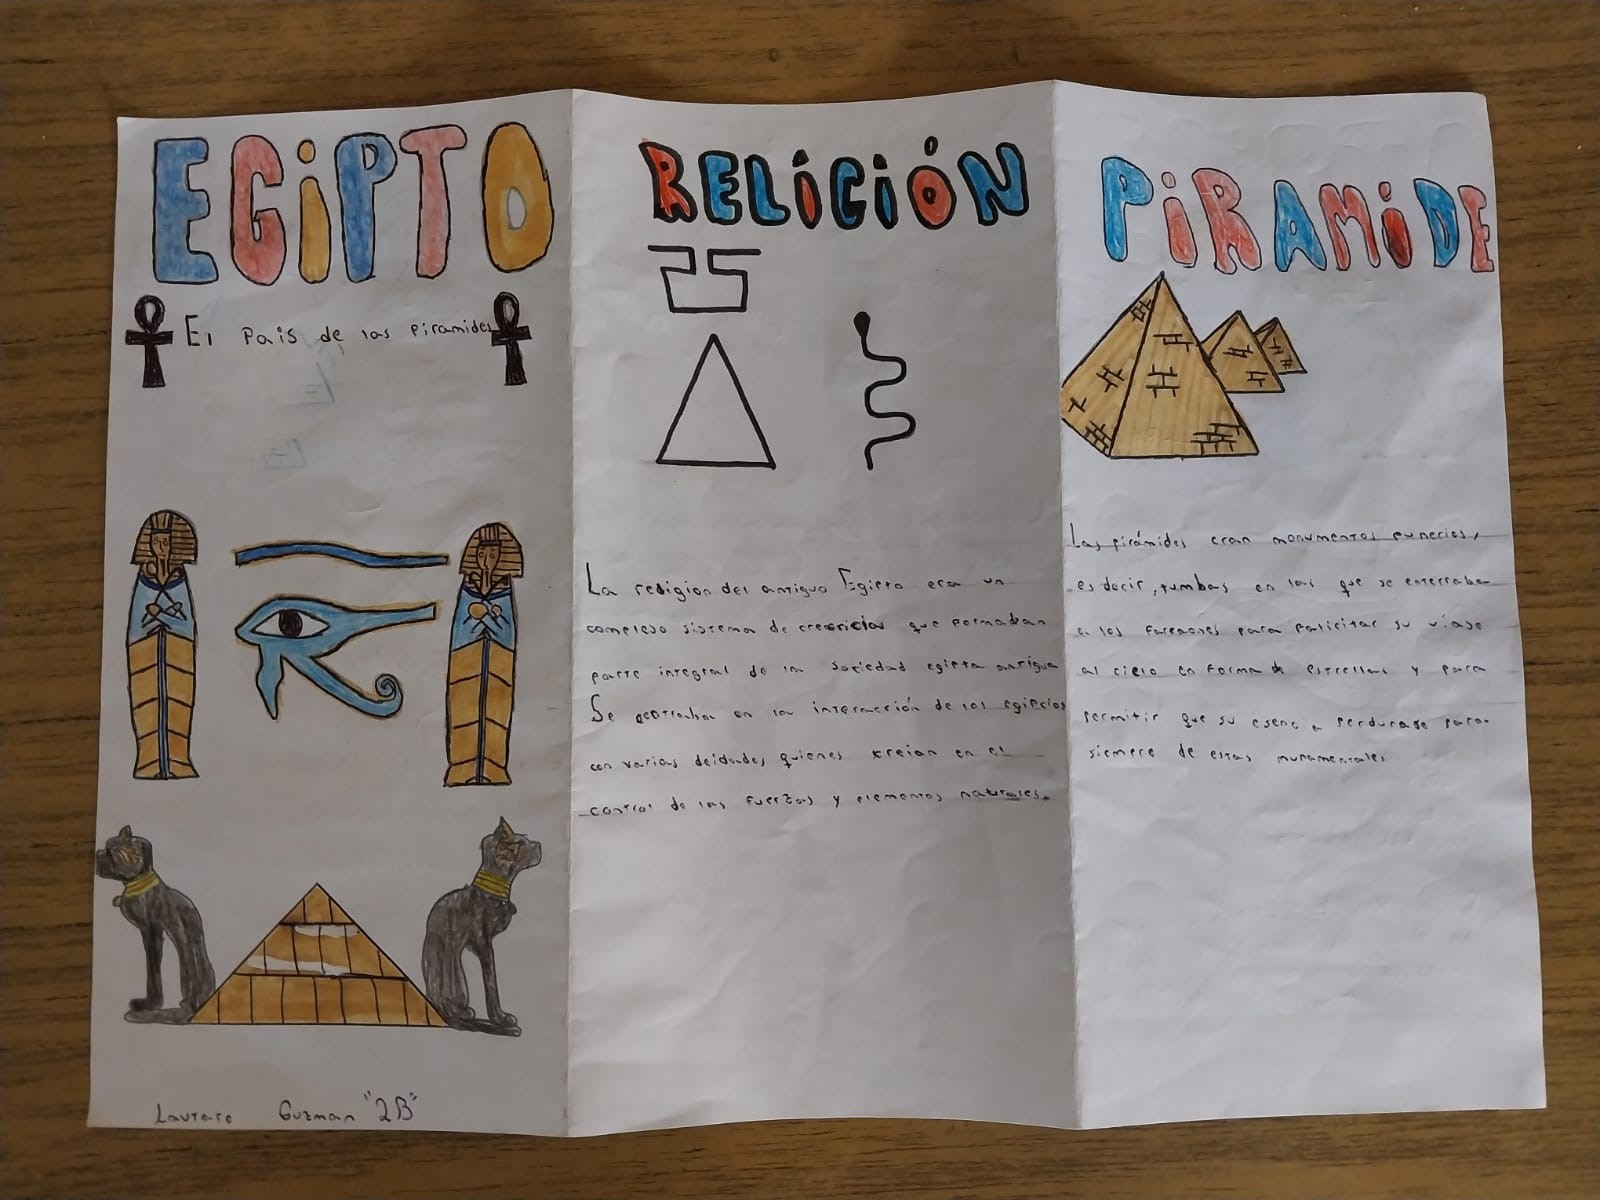 EGiPTO
El Pais de las piramides
Lautaro Guzman "2B"
RELiGiÓN
La religion del antiguo Egipto era un
complejo sistema de creencias que formaban
parte integral de la sociedad egipta antigua
Se centraba en la interacción de los egipcios
con varias deidades quienes creian en el
control de las fuerzas y elementos naturales.
PiRAMiDE
Las pirámides eran monumentos funerios,
es decir, tumbas en las que se enterraba
a los faraones para su viaje
al cielo en forma de estrellas y para
permitir que su perdurase para
siempre de estas